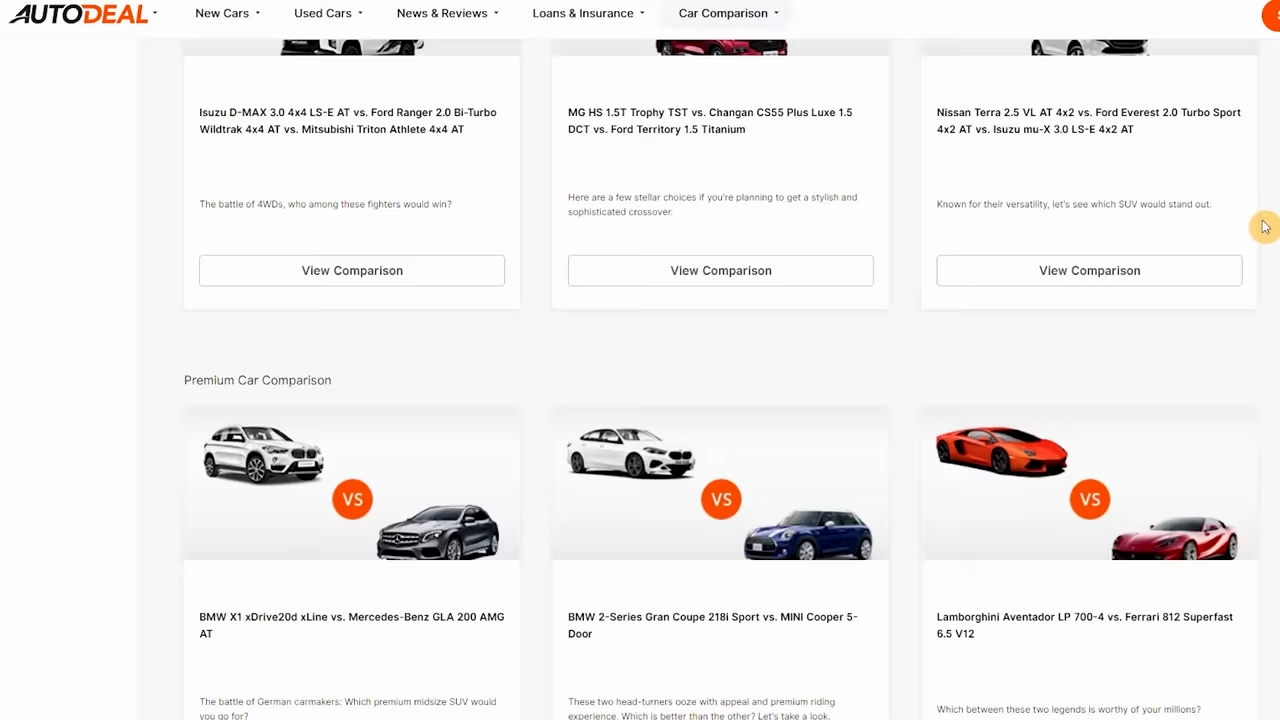 AUTODEAL
New Cars
Used Cars
News & Reviews
Loans & Insurance
Car Comparison
Isuzu D-MAX 3.0 4x4 LS-E AT vs. Ford Ranger 2.0 Bi-Turbo
Wildtrak 4x4 AT vs. Mitsubishi Triton Athlete 4x4 AT
The battle of 4WDs, who among these fighters would win?
View Comparison
MG HS 1.5T Trophy TST vs. Changan CS55 Plus Luxe 1.5
DCT vs. Ford Territory 1.5 Titanium
Here are a few stellar choices if you're planning to get a stylish and
sophisticated crossover.
View Comparison
Nissan Terra 2.5 VL AT 4x2 vs. Ford Everest 2.0 Turbo Sport
4x2 AT vs. Isuzu mu-X 3.0 LS-E 4x2 AT
Known for their versatility, let's see which SUV would stand out.
View Comparison
Premium Car Comparison
VS
BMW X1 xDrive20d xLine vs. Mercedes-Benz GLA 200 AMG
AT
The battle of German carmakers: Which premium midsize SUV would
you go for?
VS
BMW 2-Series Gran Coupe 218i Sport vs. MINI Cooper 5-
Door
These two head-turners ooze with appeal and premium riding
experience. Which is better than the other? Let's take a look.
VS
Lamborghini Aventador LP 700-4 vs. Ferrari 812 Superfast
6.5 V12
Which between these two legends is worthy of your millions?